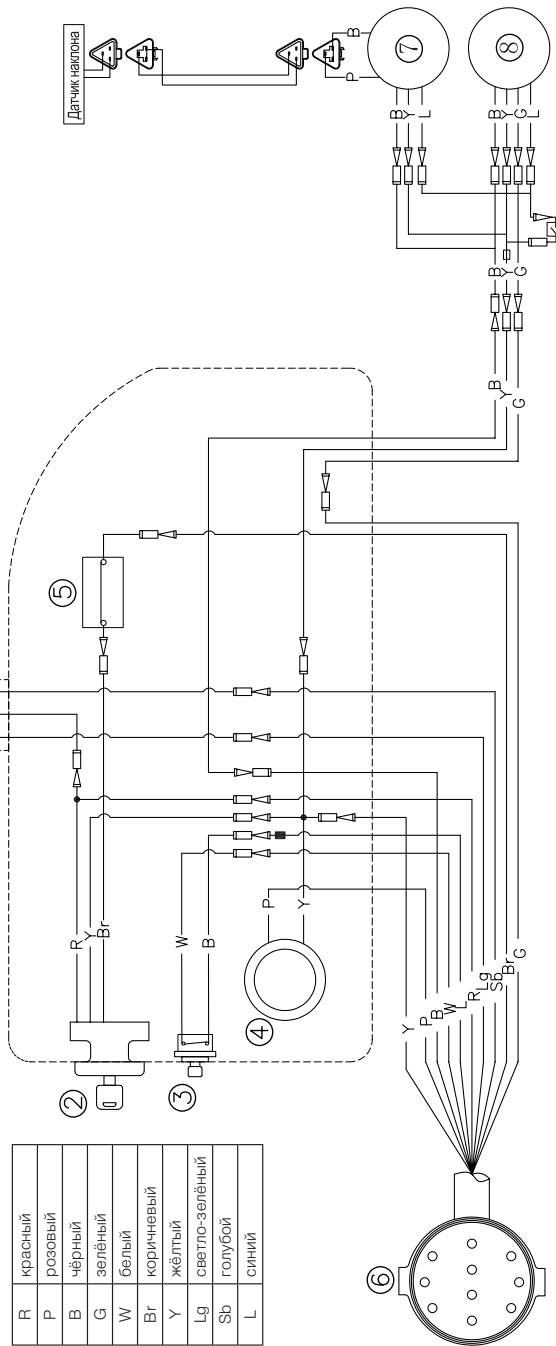 Датчик наклона
R красный
P розовый
B чёрный
G зелёный
W белый
Br коричневый
Y жёлтый
Lg светло-зелёный
Sb голубой
L синий
2
3
4
5
6
7
8
R
Y
Br
W
B
P
Y
Y
P
B
W
L
R
Lg
Sb
Br
G
B
Y
G
B
Y
G
B
Y
L
B
Y
G
L
P
B